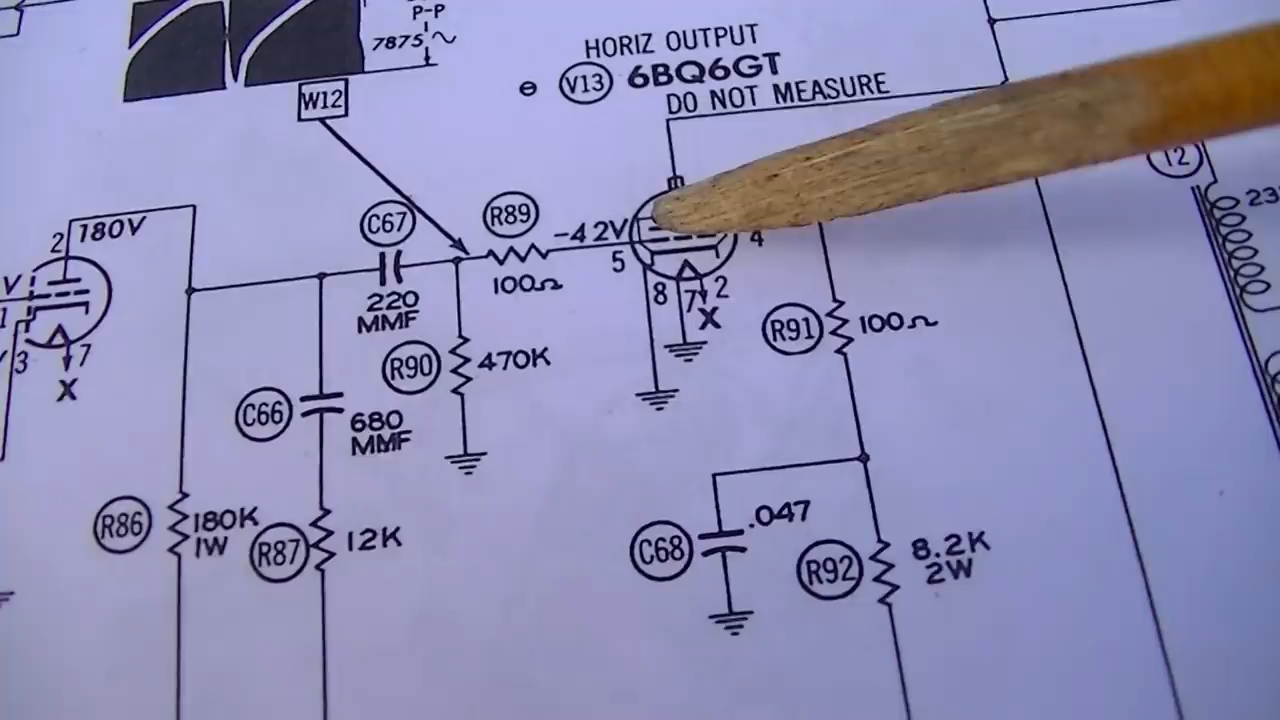 P-P
7875
HORIZ OUTPUT
V13 6BQ6GT
DO NOT MEASURE
W12
2 180V
V
1
3
7
X
C67
220
MMF
R89
100Ω
-42V
5
4
8
7
2
X
R90
470K
R91
100Ω
C66
680
MMF
R86
180K
1W
R87
12K
C68
.047
R92
8.2K
2W
12
23